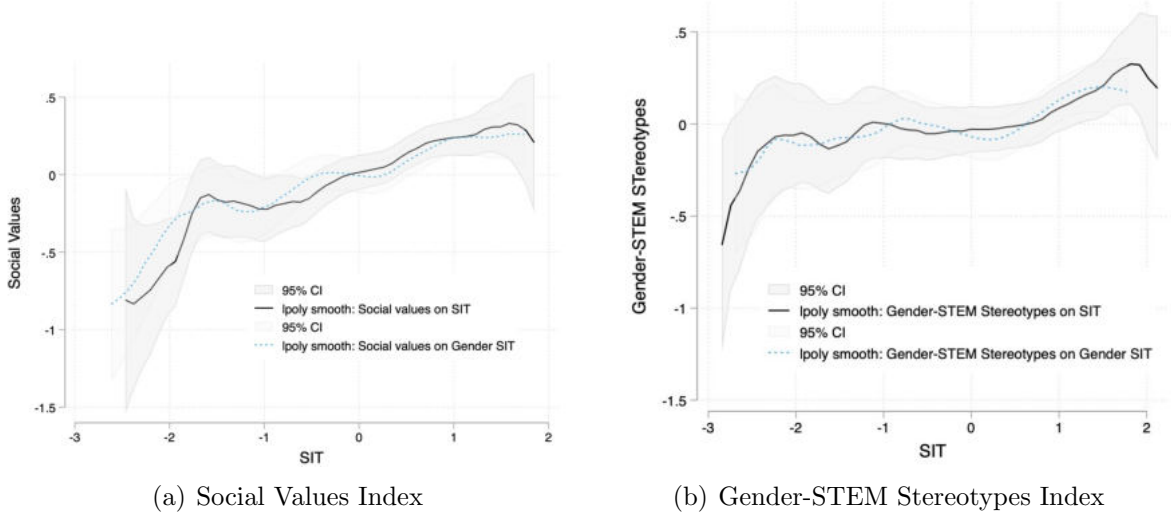 .5
0
-.5
-1
-1.5
Social Values
95% CI
lpoly smooth: Social values on SIT
95% CI
lpoly smooth: Social values on Gender SIT
-3 -2 -1 0 1 2
SIT
(a) Social Values Index
.5
0
-.5
-1
-1.5
Gender-STEM STereotypes
95% CI
lpoly smooth: Gender-STEM Stereotypes on SIT
95% CI
lpoly smooth: Gender-STEM Stereotypes on Gender SIT
-3 -2 -1 0 1 2
SIT
(b) Gender-STEM Stereotypes Index